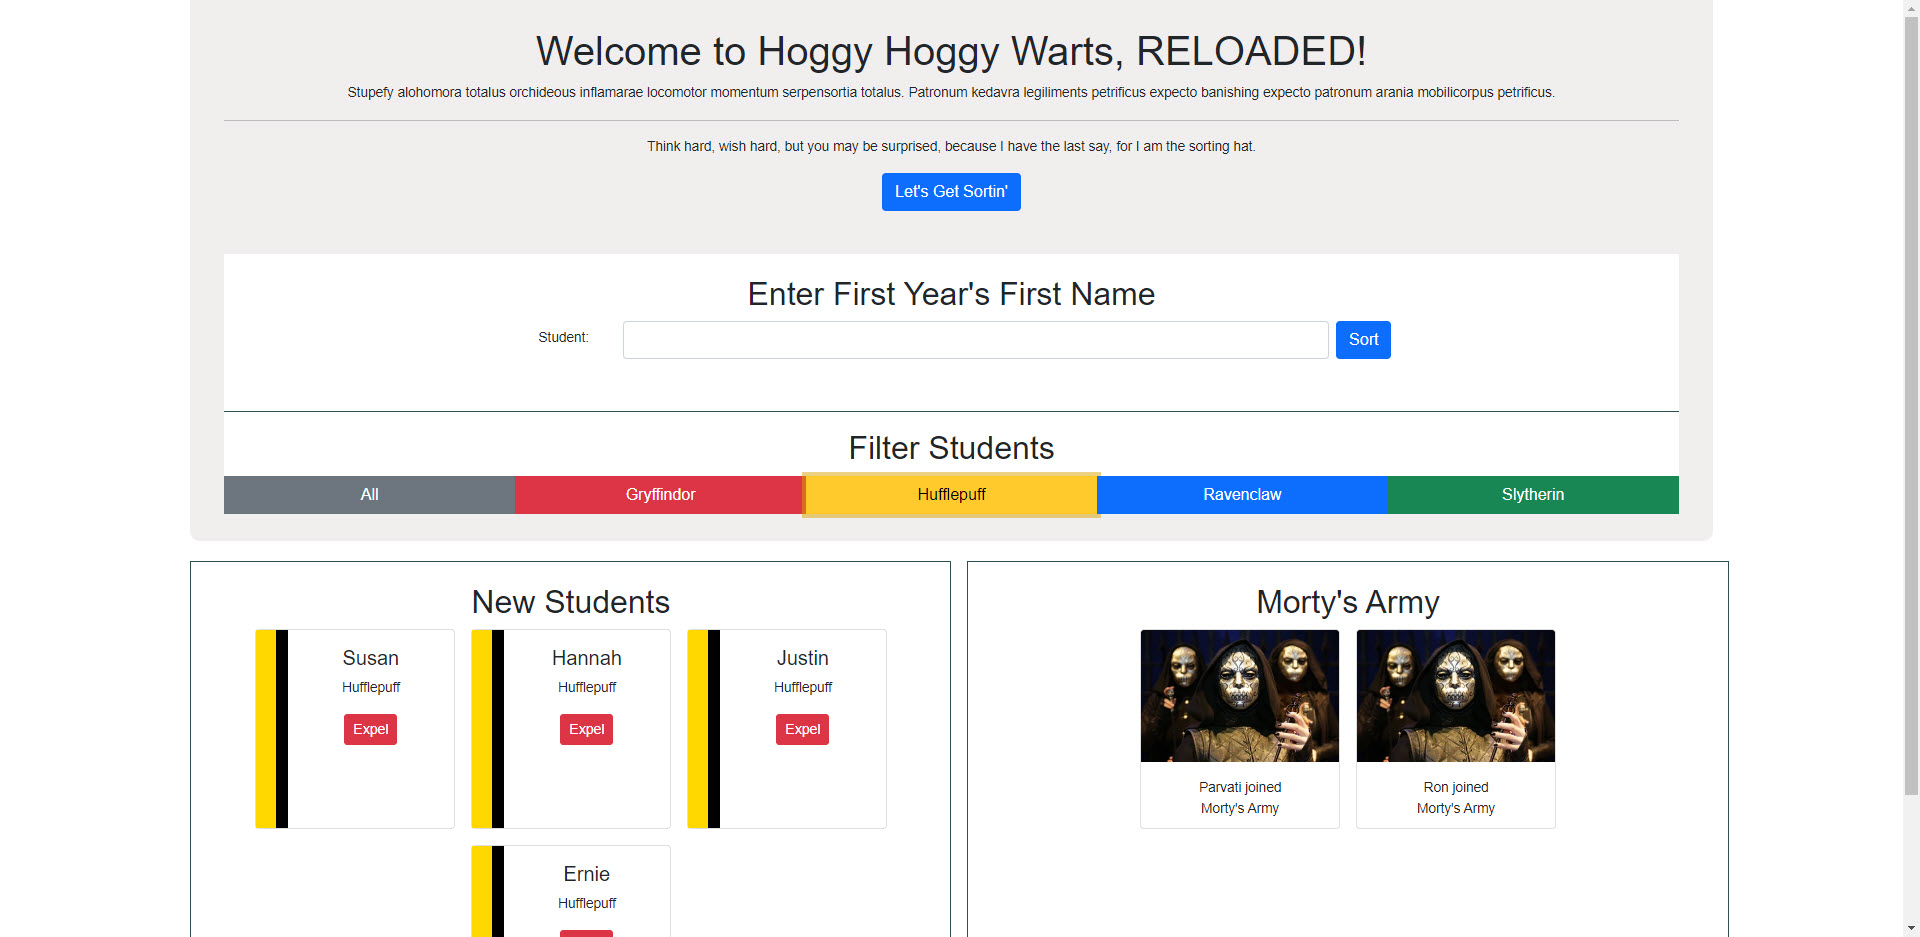 Welcome to Hoggy Hoggy Warts, RELOADED!
Stupefy alohomora totalus orchideous inflamarae locomotor momentum serpensortia totalus. Patronum kedavra legiliments petrificus expecto banishing expecto patronum arania mobilicorpus petrificus.
Think hard, wish hard, but you may be surprised, because I have the last say, for I am the sorting hat.
Let's Get Sortin'
Enter First Year's First Name
Student:
Sort
Filter Students
All
Gryffindor
Hufflepuff
Ravenclaw
Slytherin
New Students
Susan
Hufflepuff
Expel
Hannah
Hufflepuff
Expel
Justin
Hufflepuff
Expel
Ernie
Hufflepuff
Morty's Army
Parvati joined
Morty's Army
Ron joined
Morty's Army